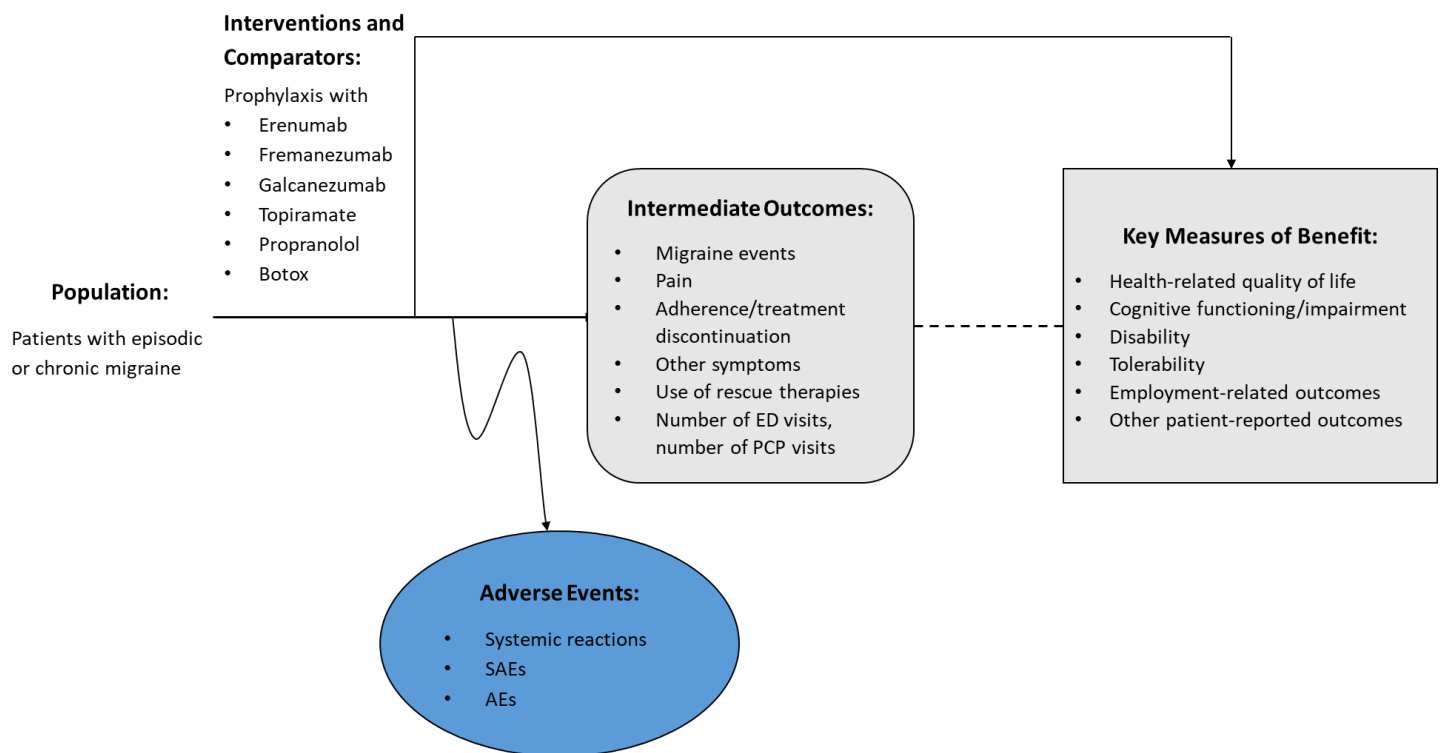 Interventions and
Comparators:
Prophylaxis with
• Erenumab
• Fremanezumab
• Galcanezumab
• Topiramate
• Propranolol
• Botox
Population:
Patients with episodic
or chronic migraine
Intermediate Outcomes:
• Migraine events
• Pain
• Adherence/treatment
discontinuation
• Other symptoms
• Use of rescue therapies
• Number of ED visits,
number of PCP visits
Key Measures of Benefit:
• Health-related quality of life
• Cognitive functioning/impairment
• Disability
• Tolerability
• Employment-related outcomes
• Other patient-reported outcomes
Adverse Events:
• Systemic reactions
• SAEs
• AEs